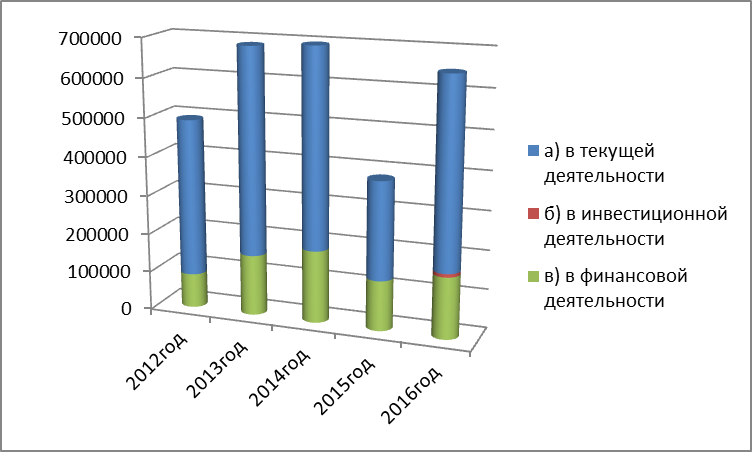 700000
600000
500000
400000
300000
200000
100000
0
2012год
2013год
2014год
2015год
2016год
а) в текущей
деятельности
б) в инвестиционной
деятельности
в) в финансовой
деятельности